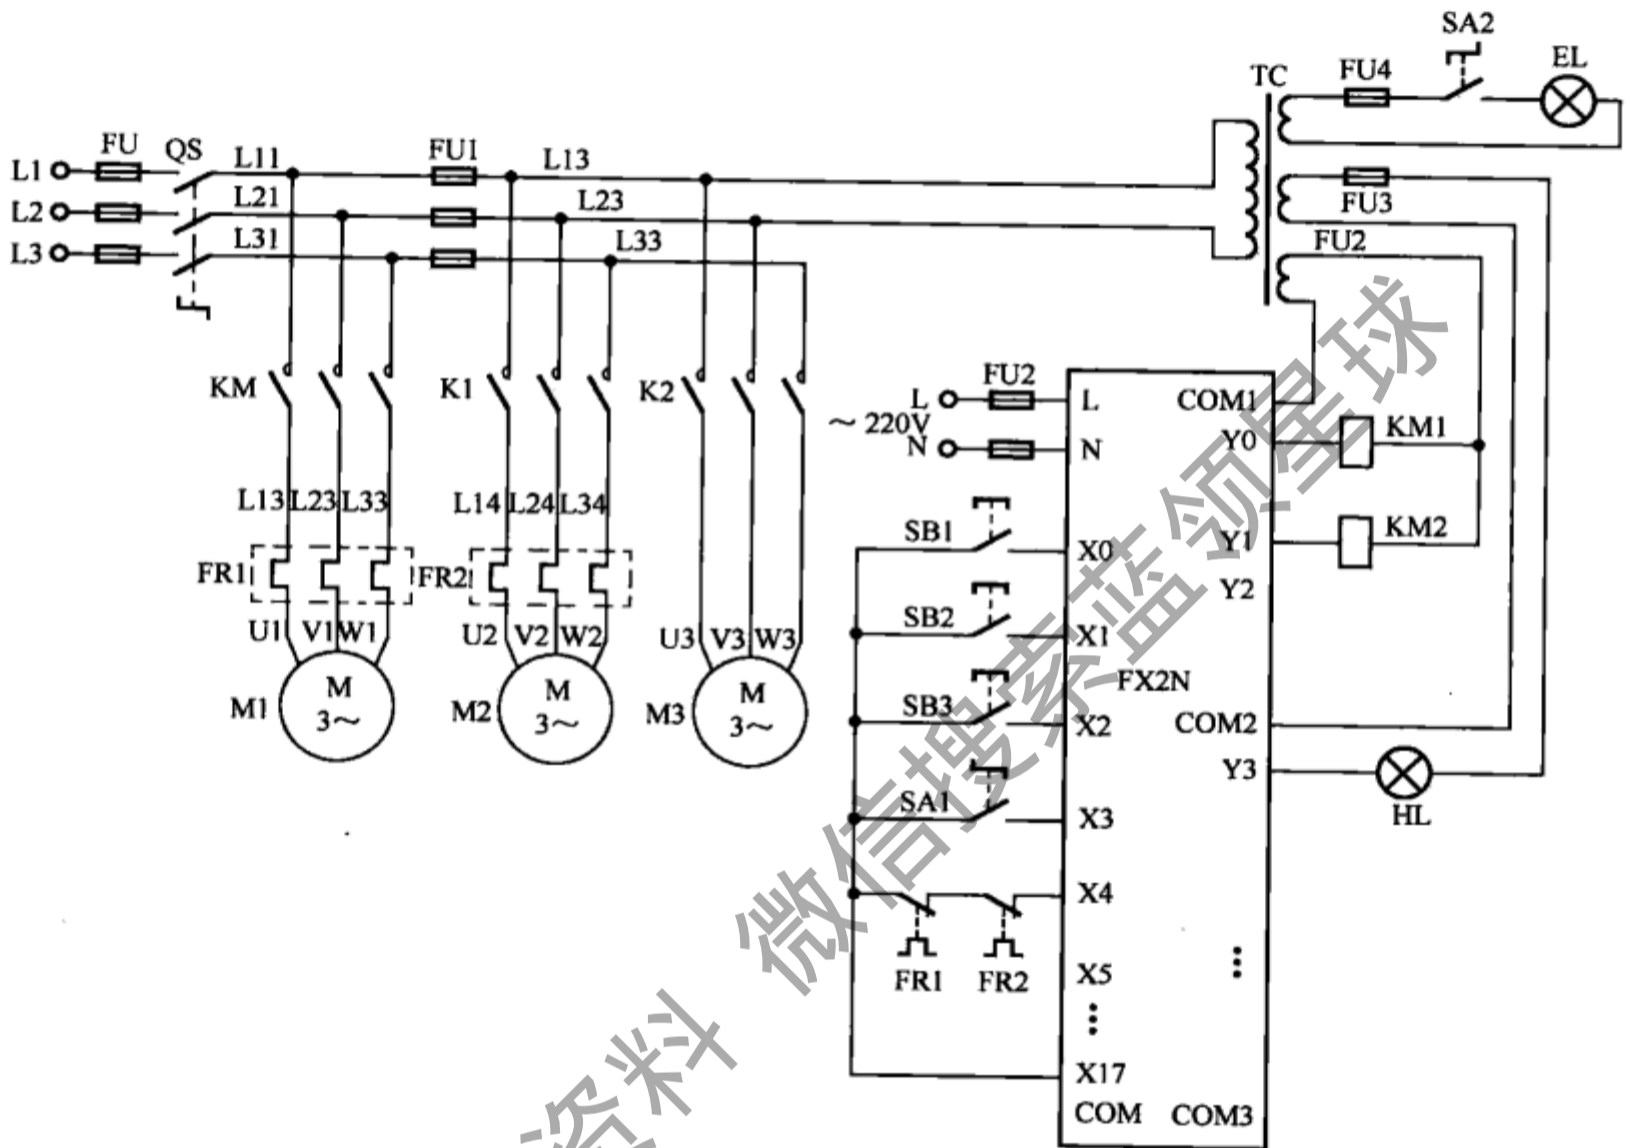 SA2
TC
FU4
EL
FU
QS
L11
FU1
L13
L1
L2
L21
L23
FU3
L3
L31
L33
FU2
KM
K1
K2
L
FU2
L
COM1
~ 220V
Y0
KM1
N
N
L13
L23
L33
L14
L24
L34
SB1
X0
Y1
KM2
FR1
FR2
Y2
U1
V1
W1
U2
V2
W2
U3
V3
W3
SB2
X1
M1
M
3~
M2
M
3~
M3
M
3~
FX2N
SB3
X2
COM2
Y3
HL
SA1
X3
X4
FR1
FR2
X5
X17
COM
COM3
资料 微信搜索蓝领星球